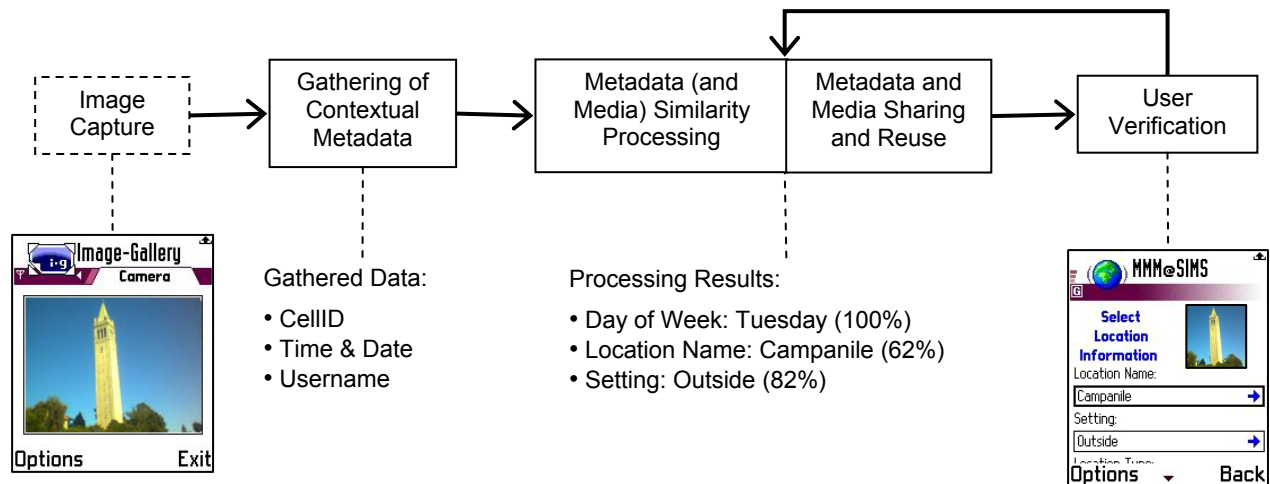 Image
Capture
Gathering of
Contextual
Metadata
Metadata (and
Media) Similarity
Processing
Metadata and
Media Sharing
and Reuse
User
Verification
i-g Image-Gallery
Camera
Options Exit
Gathered Data:
• CellID
• Time & Date
• Username
Processing Results:
• Day of Week: Tuesday (100%)
• Location Name: Campanile (62%)
• Setting: Outside (82%)
MMM@SIMS
G
Select
Location
Information
Location Name:
Campanile
Setting:
Outside
Location Type:
Options Back